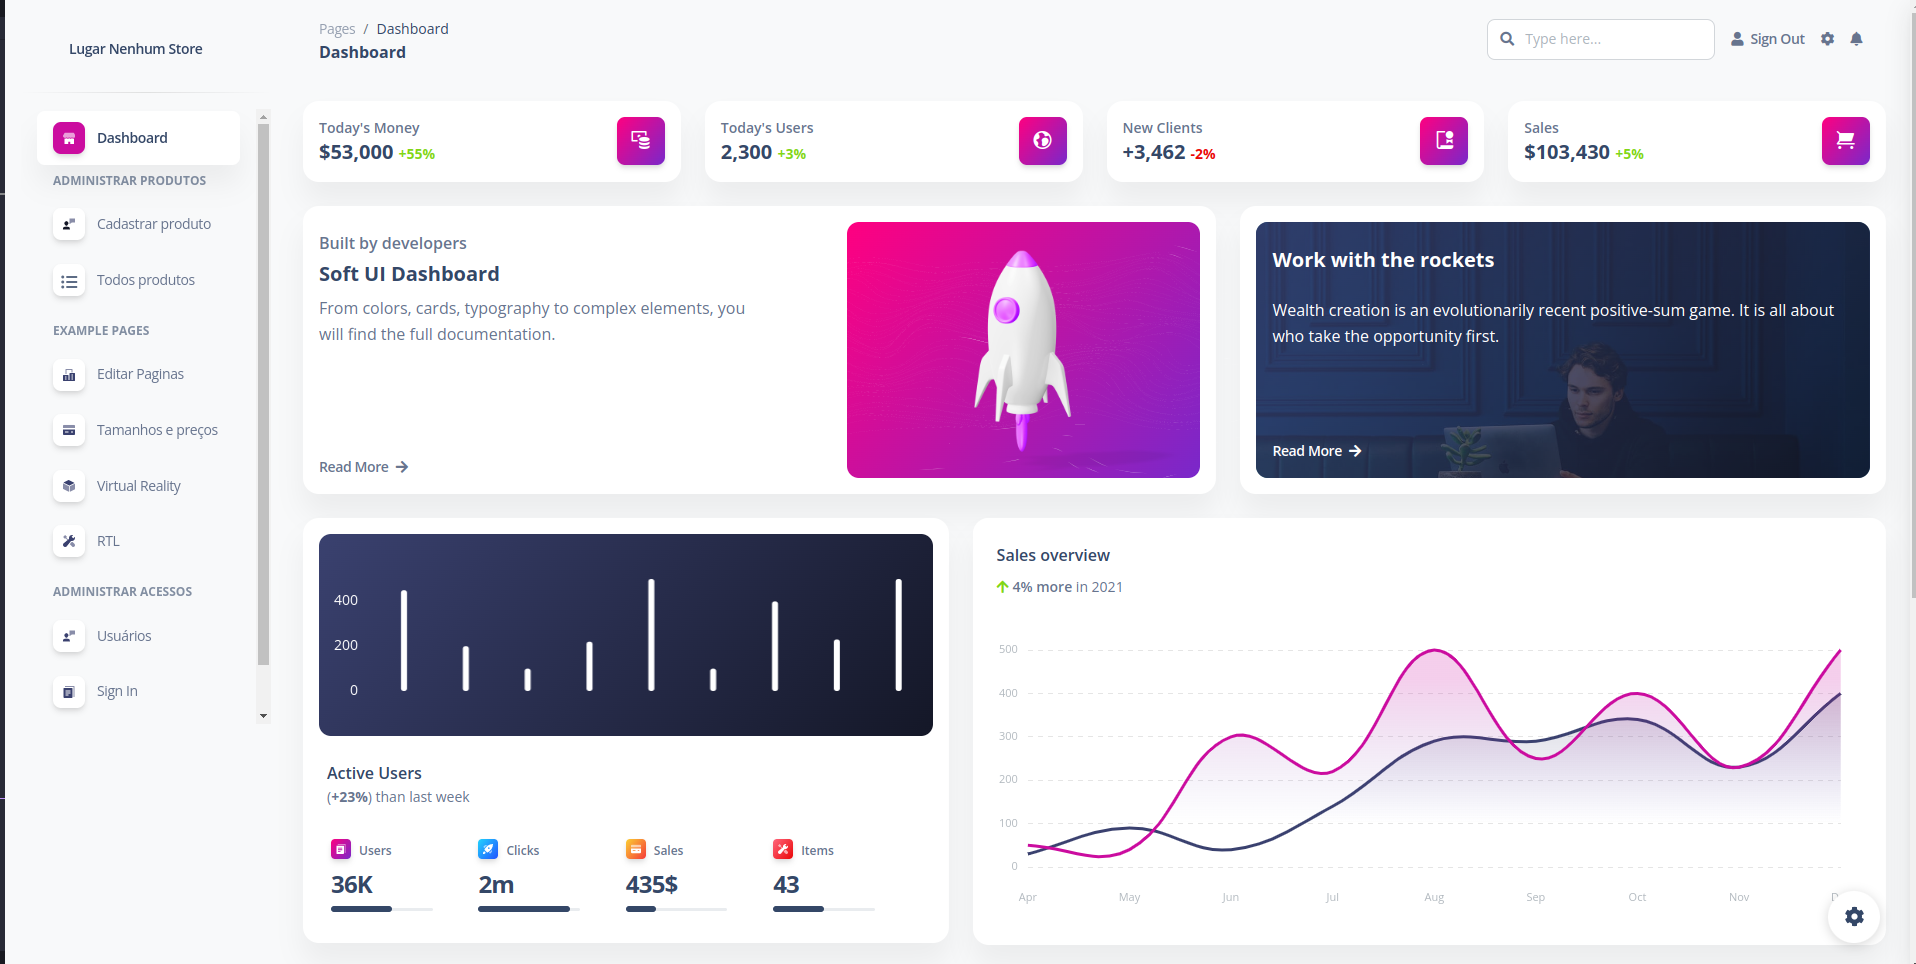 Lugar Nenhum Store
Dashboard
ADMINISTRAR PRODUTOS
Cadastrar produto
Todos produtos
EXAMPLE PAGES
Editar Paginas
Tamanhos e preços
Virtual Reality
RTL
ADMINISTRAR ACESSOS
Usuários
Sign In
Pages / Dashboard
Dashboard
Type here...
Sign Out
Today's Money
$53,000 +55%
Today's Users
2,300 +3%
New Clients
+3,462 -2%
Sales
$103,430 +5%
Built by developers
Soft UI Dashboard
From colors, cards, typography to complex elements, you
will find the full documentation.
Read More
Work with the rockets
Wealth creation is an evolutionarily recent positive-sum game. It is all about
who take the opportunity first.
Read More
400
200
0
Active Users
(+23%) than last week
Users
36K
Clicks
2m
Sales
435$
Items
43
Sales overview
4% more in 2021
500
400
300
200
100
0
Apr May Jun Jul Aug Sep Oct Nov